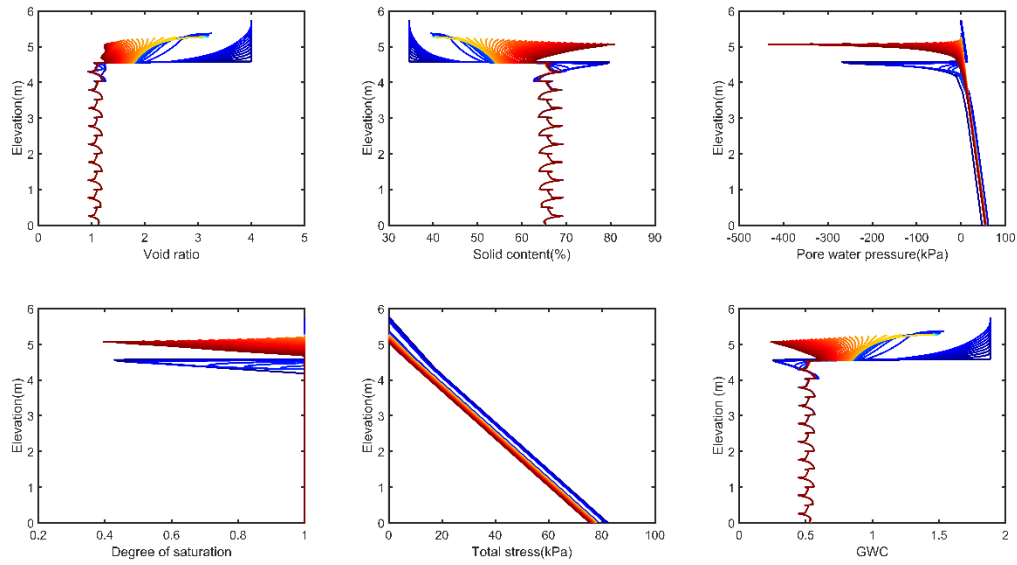 6
5
4
3
2
1
0
Elevation(m)
0 1 2 3 4 5
Void ratio
6
5
4
3
2
1
0
Elevation(m)
30 40 50 60 70 80 90
Solid content(%)
6
5
4
3
2
1
0
Elevation(m)
-500 -400 -300 -200 -100 0 100
Pore water pressure(kPa)
6
5
4
3
2
1
0
Elevation(m)
0.2 0.4 0.6 0.8 1
Degree of saturation
6
5
4
3
2
1
0
Elevation(m)
0 20 40 60 80 100
Total stress(kPa)
6
5
4
3
2
1
0
Elevation (m)
0 0.5 1 1.5 2
GWC